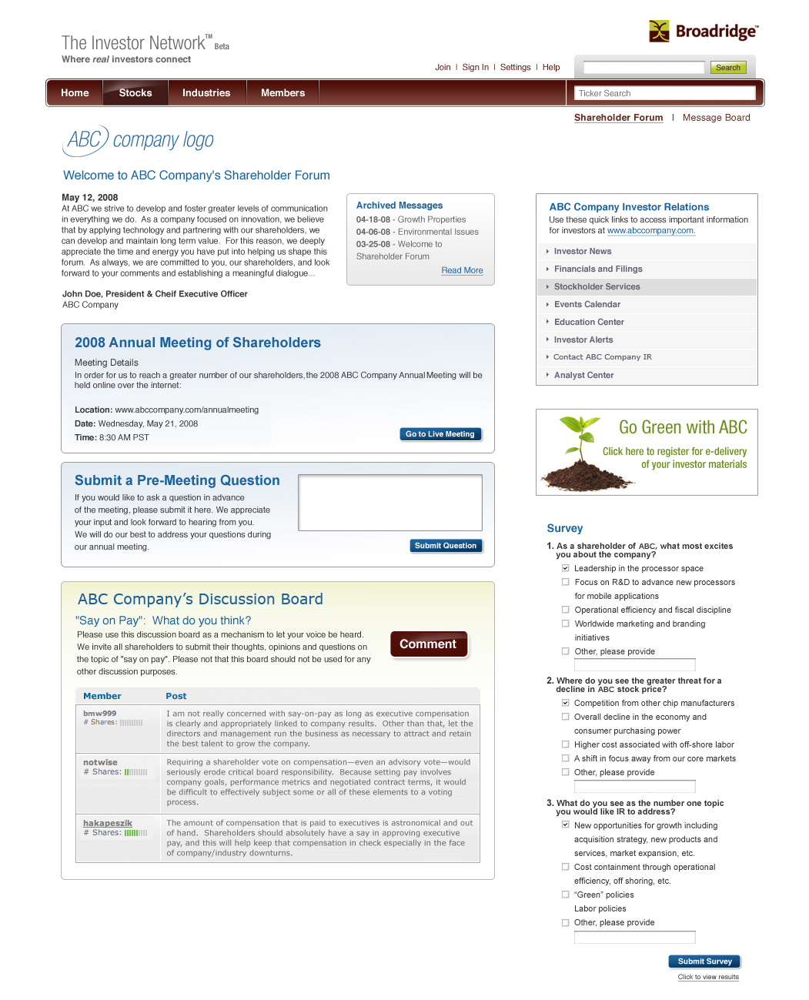 The Investor Network™ Beta
Where real investors connect
Broadridge™
Join | Sign In | Settings | Help
Search
Home
Stocks
Industries
Members
Ticker Search
Shareholder Forum | Message Board
ABC company logo
Welcome to ABC Company's Shareholder Forum
May 12, 2008
At ABC we strive to develop and foster greater levels of communication
in everything we do.  As a company focused on innovation, we believe
that by applying technology and partnering with our shareholders, we
can develop and maintain long term value.  For this reason, we deeply
appreciate the time and energy you have put into helping us shape this
forum.  As always, we are committed to you, our shareholders, and look
forward to your comments and establishing a meaningful dialogue...
John Doe, President & Cheif Executive Officer
ABC Company
Archived Messages
04-18-08 - Growth Properties
04-06-08 - Environmental Issues
03-25-08 - Welcome to
Shareholder Forum
Read More
2008 Annual Meeting of Shareholders
Meeting Details
In order for us to reach a greater number of our shareholders,the 2008 ABC Company Annual Meeting will be
held online over the internet:
Location: www.abccompany.com/annualmeeting
Date: Wednesday, May 21, 2008
Time: 8:30 AM PST
Go to Live Meeting
Submit a Pre-Meeting Question
If you would like to ask a question in advance
of the meeting, please submit it here. We appreciate
your input and look forward to hearing from you.
We will do our best to address your questions during
our annual meeting.
Submit Question
ABC Company's Discussion Board
"Say on Pay":  What do you think?
Please use this discussion board as a mechanism to let your voice be heard.
We invite all shareholders to submit their thoughts, opinions and questions on
the topic of "say on pay". Please not that this board should not be used for any
other discussion purposes.
Comment
Member
Post
bmw999
# Shares:
I am not really concerned with say-on-pay as long as executive compensation
is clearly and appropriately linked to company results.  Other than that, let the
directors and management run the business as necessary to attract and retain
the best talent to grow the company.
notwise
# Shares:
Requiring a shareholder vote on compensation—even an advisory vote—would
seriously erode critical board responsibility.  Because setting pay involves
company goals, performance metrics and negotiated contract terms, it would
be difficult to effectively subject some or all of these elements to a voting
process.
hakapeszik
# Shares:
The amount of compensation that is paid to executives is astronomical and out
of hand.  Shareholders should absolutely have a say in approving executive
pay, and this will help keep that compensation in check especially in the face
of company/industry downturns.
ABC Company Investor Relations
Use these quick links to access important information
for investors at www.abccompany.com.
Investor News
Financials and Filings
Stockholder Services
Events Calendar
Education Center
Investor Alerts
Contact ABC Company IR
Analyst Center
Go Green with ABC
Click here to register for e-delivery
of your investor materials
Survey
1. As a shareholder of ABC, what most excites
you about the company?
Leadership in the processor space
Focus on R&D to advance new processors
for mobile applications
Operational efficiency and fiscal discipline
Worldwide marketing and branding
initiatives
Other, please provide
2. Where do you see the greater threat for a
decline in ABC stock price?
Competition from other chip manufacturers
Overall decline in the economy and
consumer purchasing power
Higher cost associated with off-shore labor
A shift in focus away from our core markets
Other, please provide
3. What do you see as the number one topic
you would like IR to address?
New opportunities for growth including
acquisition strategy, new products and
services, market expansion, etc.
Cost containment through operational
efficiency, off shoring, etc.
“Green” policies
Labor policies
Other, please provide
Submit Survey
Click to view results